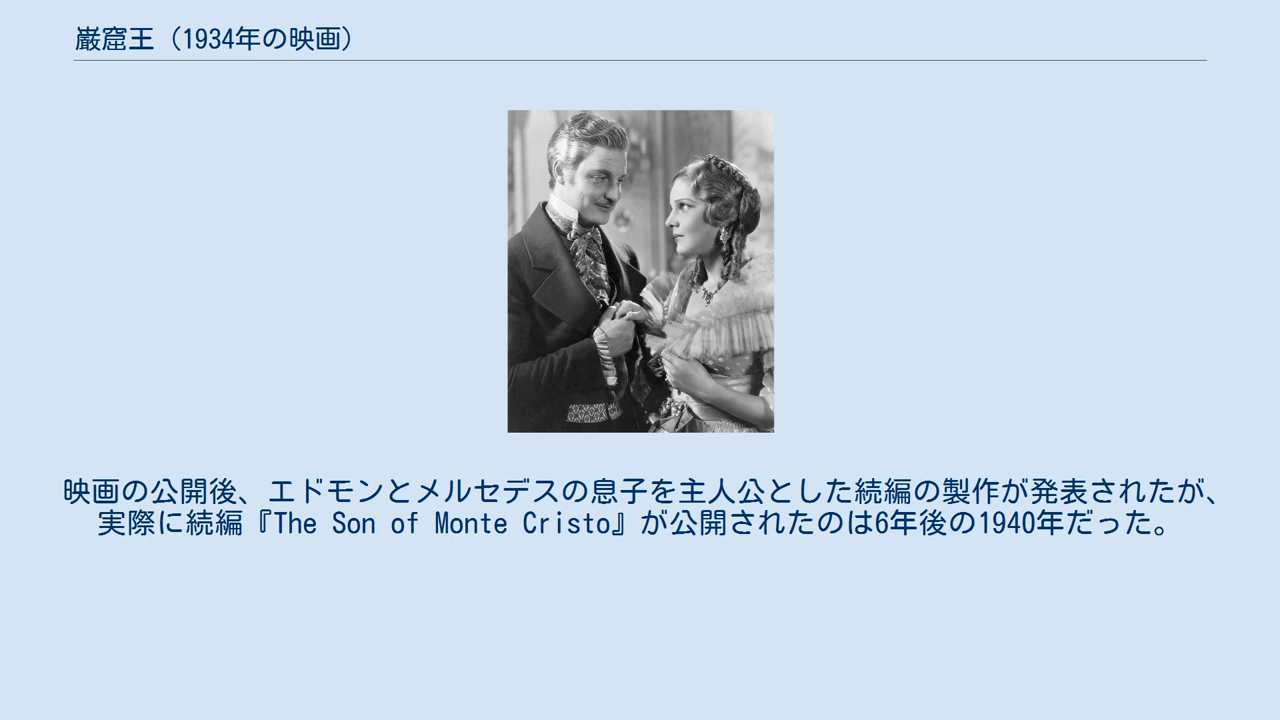 巌窟王（1934年の映画）
映画の公開後、エドモンとメルセデスの息子を主人公とした続編の製作が発表されたが、
実際に続編『The Son of Monte Cristo』が公開されたのは6年後の1940年だった。